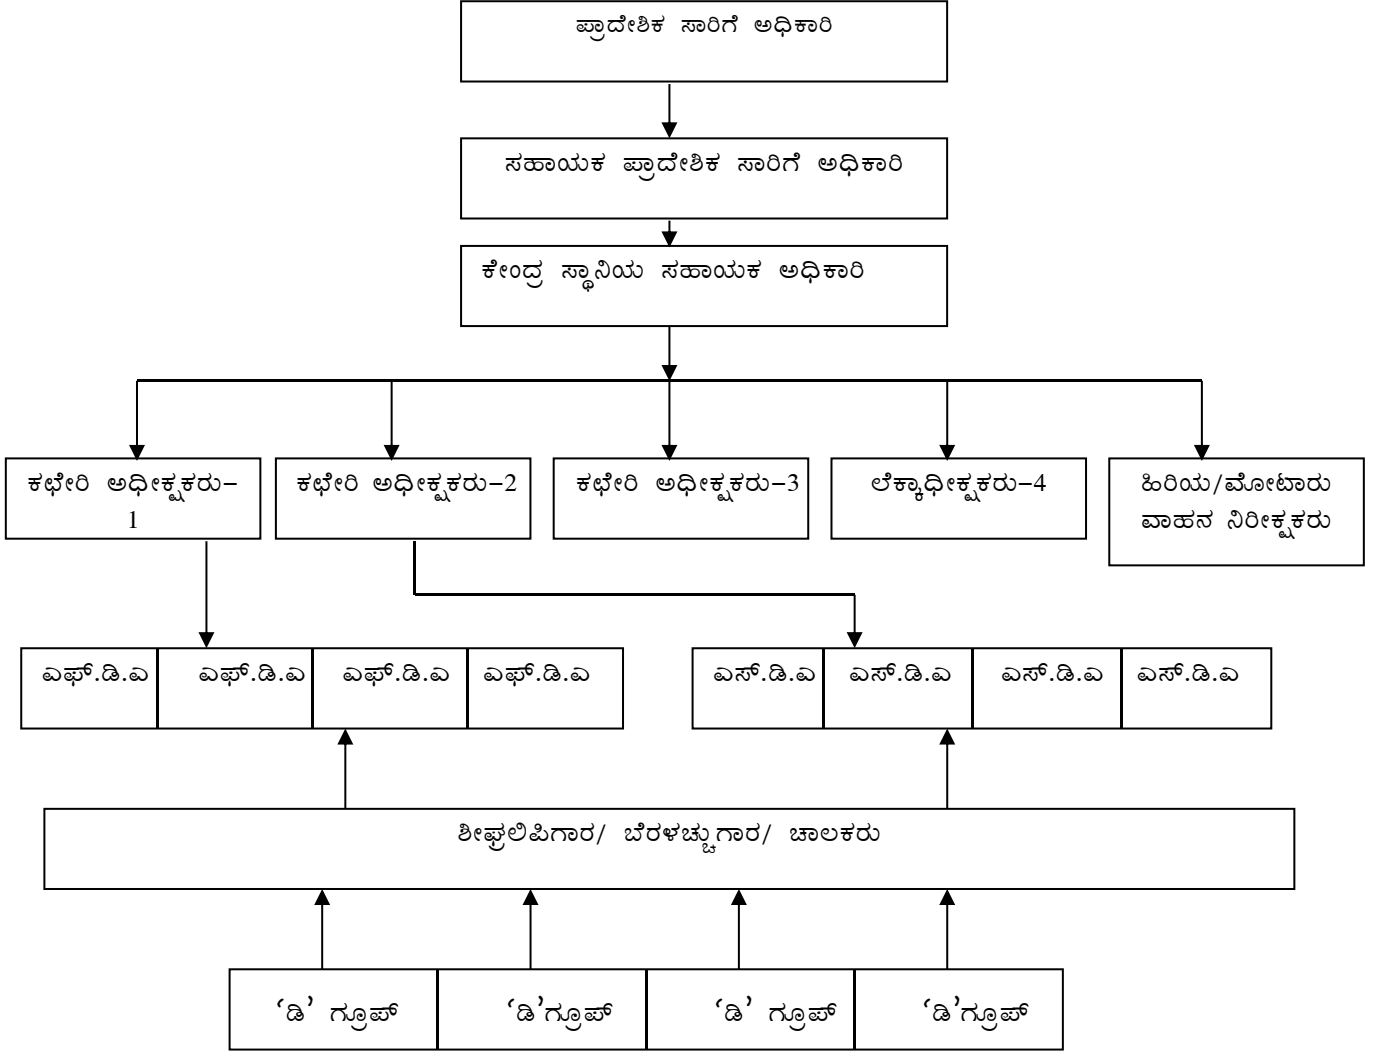 ಪ್ರಾದೇಶಿಕ ಸಾರಿಗೆ ಅಧಿಕಾರಿ
ಸಹಾಯಕ ಪ್ರಾದೇಶಿಕ ಸಾರಿಗೆ ಅಧಿಕಾರಿ
ಕೇಂದ್ರ ಸ್ಥಾನಿಯ ಸಹಾಯಕ ಅಧಿಕಾರಿ
ಕಛೇರಿ ಅಧೀಕ್ಷಕರು-
1
ಕಛೇರಿ ಅಧೀಕ್ಷಕರು-2
ಕಛೇರಿ ಅಧೀಕ್ಷಕರು-3
ಲೆಕ್ಕಾಧೀಕ್ಷಕರು-4
ಹಿರಿಯ/ಮೋಟಾರು
ವಾಹನ ನಿರೀಕ್ಷಕರು
ಎಫ್.ಡಿ.ಎ
ಎಫ್.ಡಿ.ಎ
ಎಫ್.ಡಿ.ಎ
ಎಫ್.ಡಿ.ಎ
ಎಸ್.ಡಿ.ಎ
ಎಸ್.ಡಿ.ಎ
ಎಸ್.ಡಿ.ಎ
ಎಸ್.ಡಿ.ಎ
ಶೀಘ್ರಲಿಪಿಗಾರ/ ಬೆರಳಚ್ಚುಗಾರ/ ಚಾಲಕರು
‘ಡಿ’ ಗ್ರೂಪ್
‘ಡಿ’ಗ್ರೂಪ್
‘ಡಿ’ ಗ್ರೂಪ್
‘ಡಿ’ಗ್ರೂಪ್